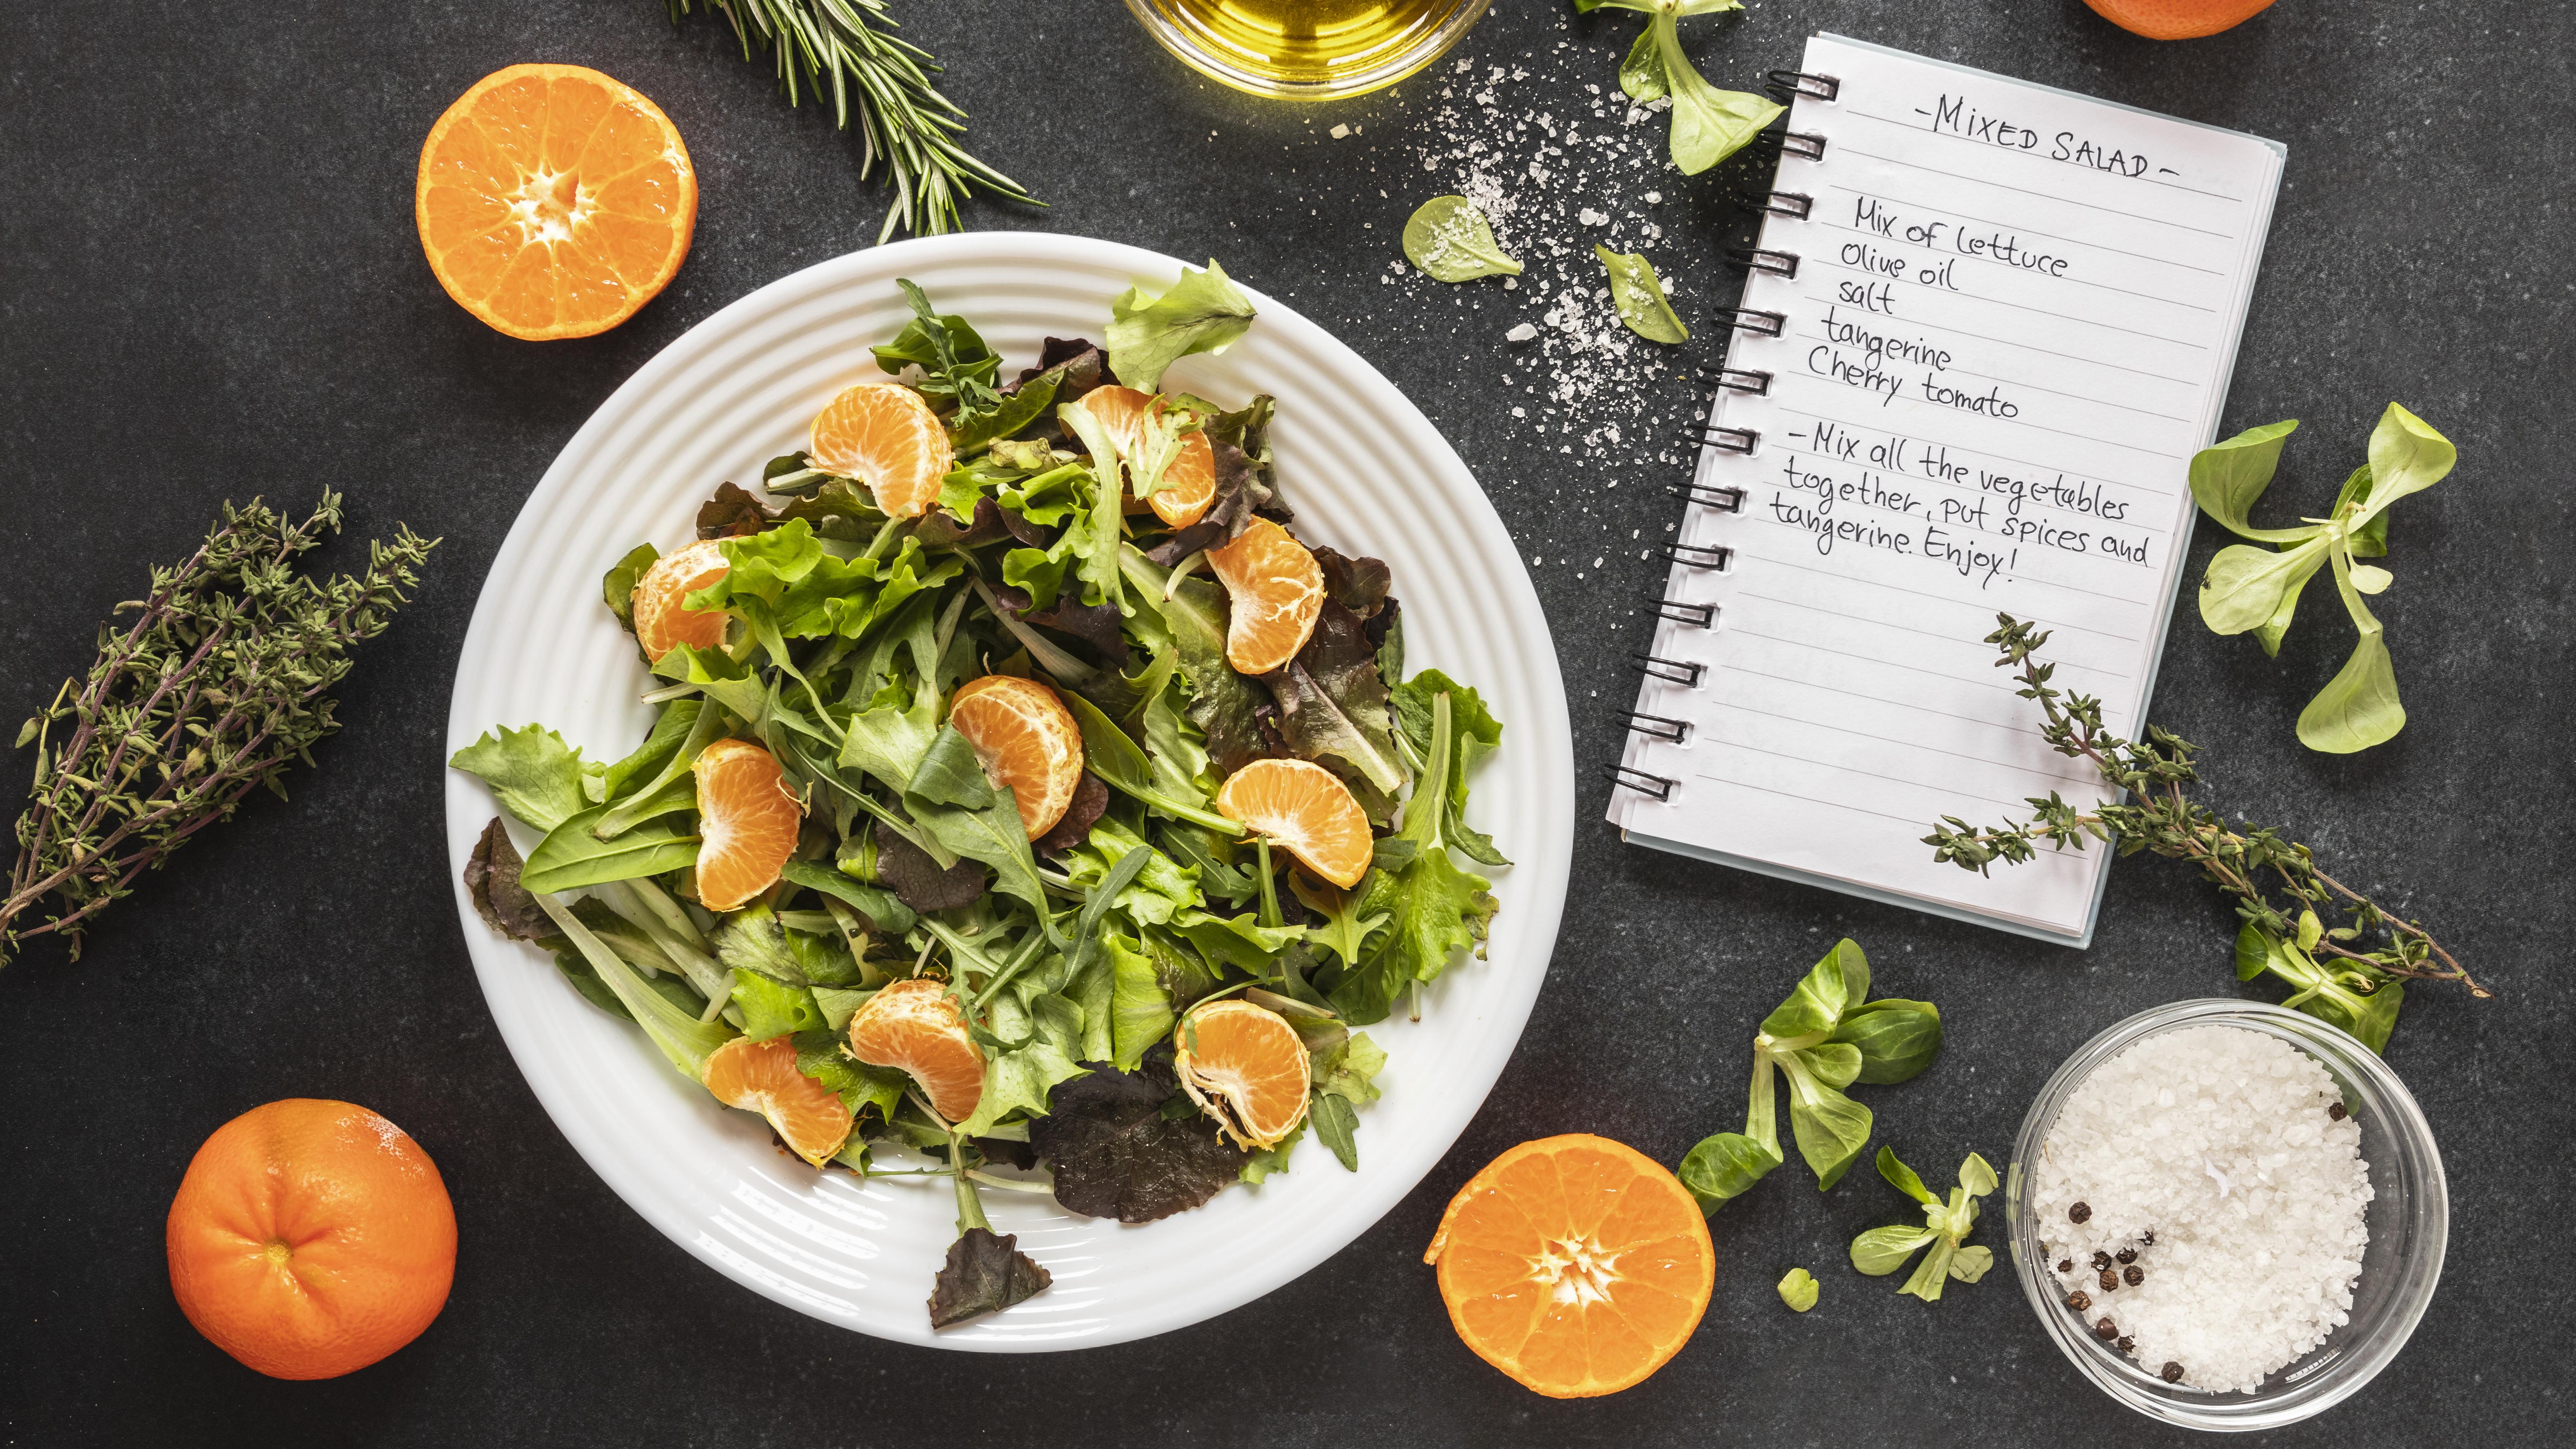 -MIXED SALAD-
Mix of lettuce
Olive oil
salt
tangerine
Cherry tomato
-Mix all the vegetables
together, put spices and
tangerine. Enjoy!